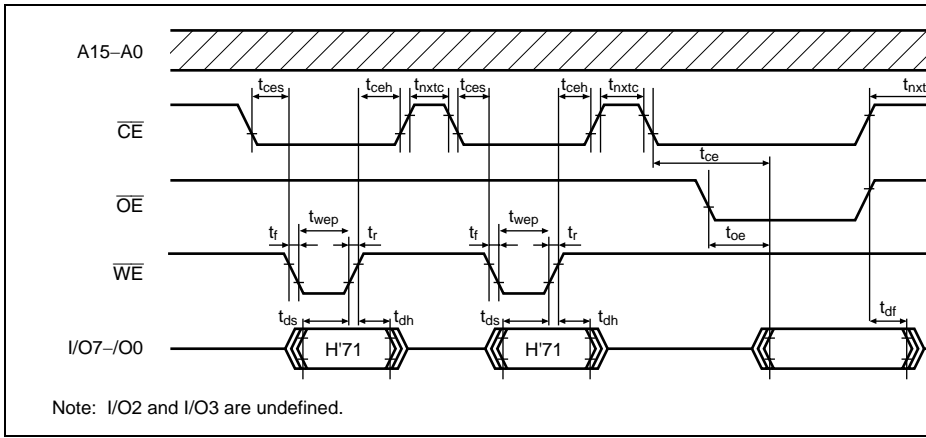 A15–A0
tces tceh tnxtc tces tceh tnxtc tnxt
CE
tce
OE
twep twep
tf tr tf tr toe
WE
tds tdh tds tdh tdf
I/O7–/O0 H'71 H'71
Note: I/O2 and I/O3 are undefined.